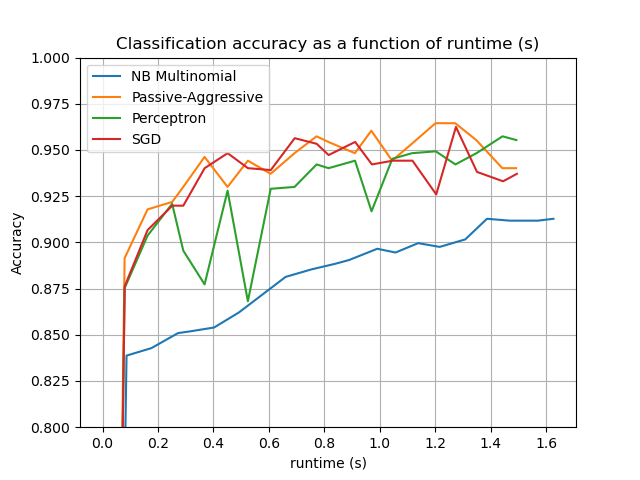 Classification accuracy as a function of runtime (s)
NB Multinomial
Passive-Aggressive
Perceptron
SGD
Accuracy
1.000
0.975
0.950
0.925
0.900
0.875
0.850
0.825
0.800
0.0 0.2 0.4 0.6 0.8 1.0 1.2 1.4 1.6
runtime (s)